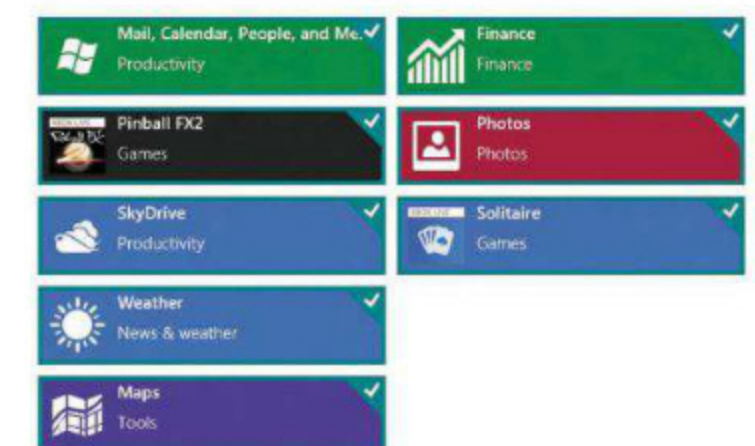 Mail, Calendar, People, and Me.
Productivity
Pinball FX2
Games
SkyDrive
Productivity
Weather
News & weather
Maps
Tools
Finance
Finance
Photos
Photos
Solitaire
Games